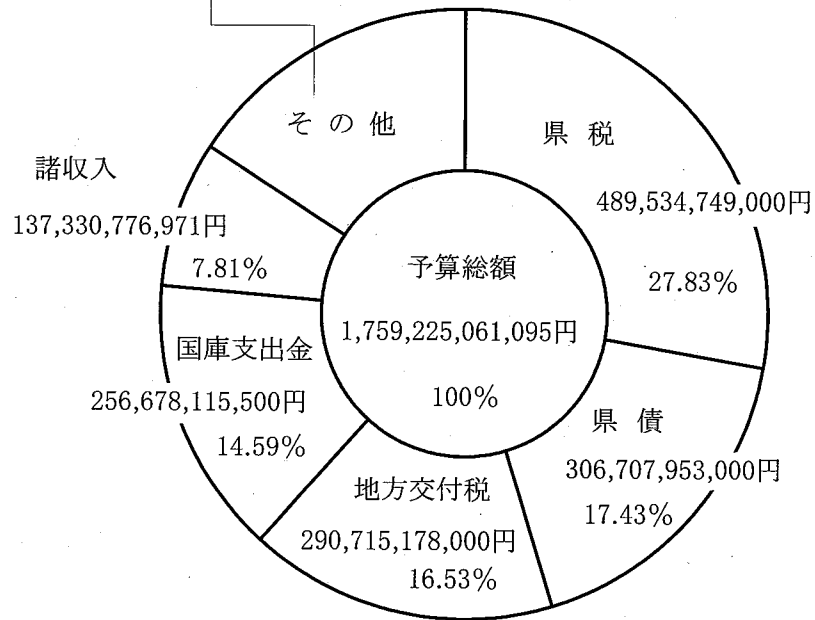 その他
県税
489,534,749,000円
27.83%
県債
306,707,953,000円
17.43%
地方交付税
290,715,178,000円
16.53%
国庫支出金
256,678,115,500円
14.59%
諸収入
137,330,776,971円
7.81%
予算総額
1,759,225,061,095円
100%